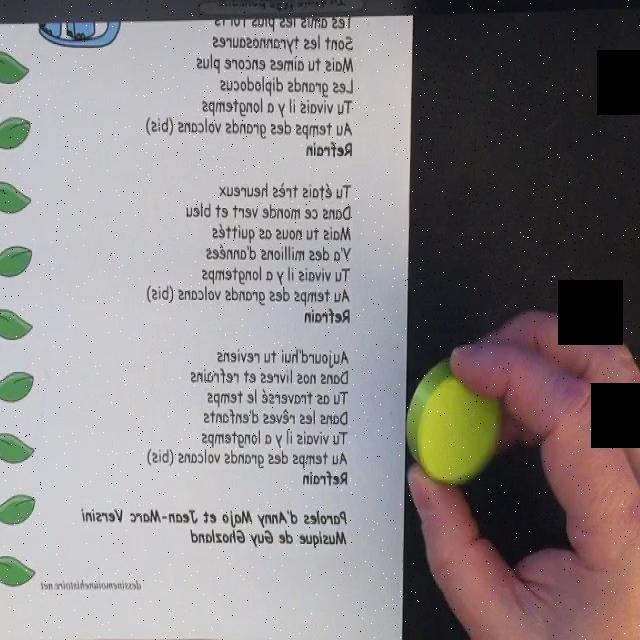 Les amis les plus forts
Sont les tyrannosaures
Mais tu aimes encore plus
Les grands diplodocus
Tu vivais il y a longtemps
Au temps des grands volcans (bis)
Refrain
Tu étais très heureux
Dans ce monde vert et bleu
Mais tu nous as quittés
Y'a des millions d'années
Tu vivais il y a longtemps
Au temps des grands volcans (bis)
Refrain
Aujourd'hui tu reviens
Dans nos livres et refrains
Tu as traversé le temps
Dans les rêves d'enfants
Tu vivais il y a longtemps
Au temps des grands volcans (bis)
Refrain
Paroles d'Anny Majo et Jean-Marc Versini
Musique de Guy Ghozland
dessinemoiunehistoire.net